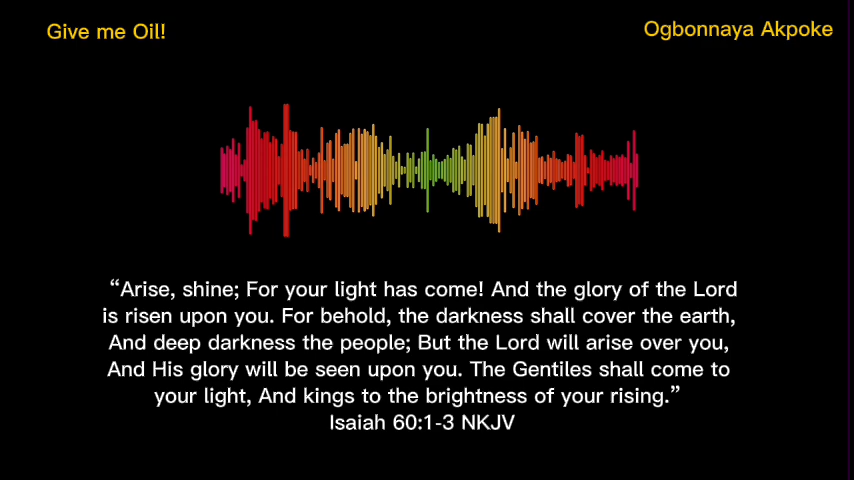 Give me Oil!
Ogbonnaya Akpoke
“Arise, shine; For your light has come! And the glory of the Lord
is risen upon you. For behold, the darkness shall cover the earth,
And deep darkness the people; But the Lord will arise over you,
And His glory will be seen upon you. The Gentiles shall come to
your light, And kings to the brightness of your rising.”
Isaiah 60:1-3 NKJV